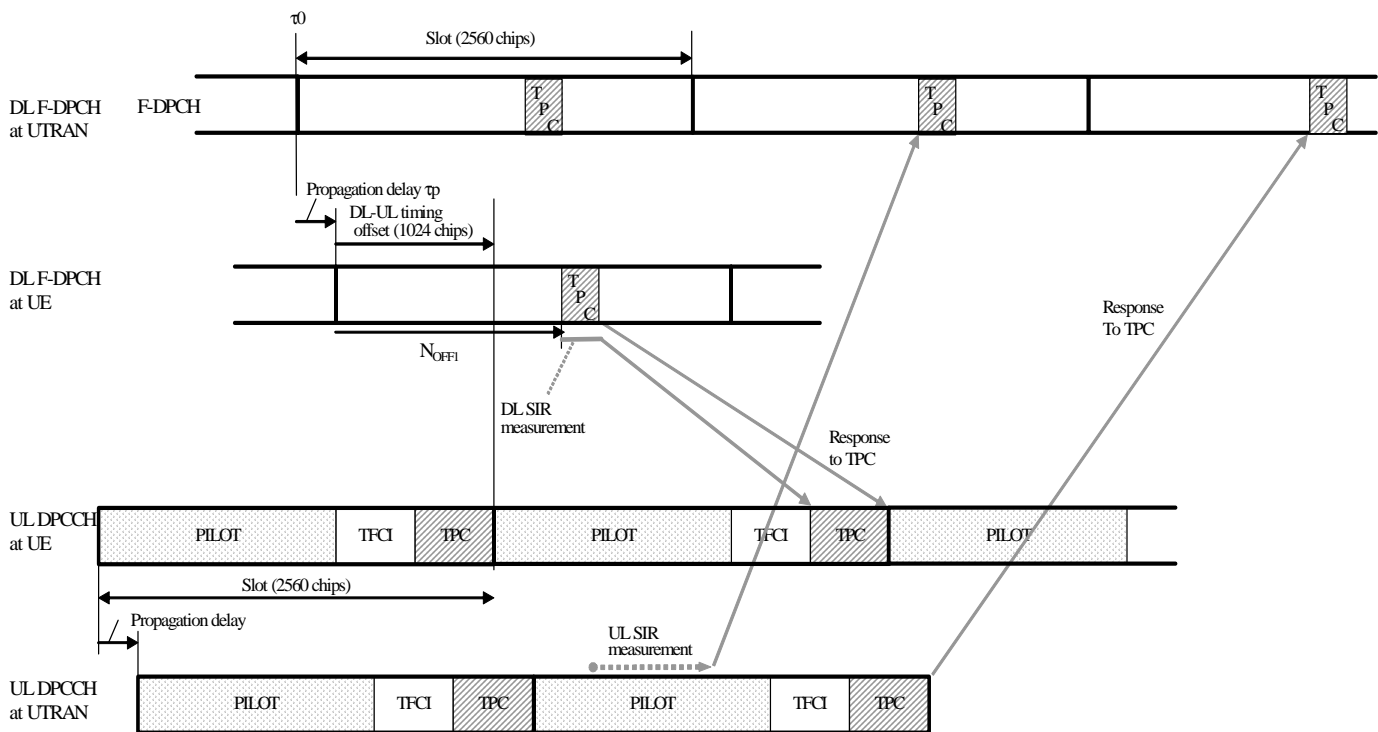 τ0
Slot (2560 chips)
DL F-DPCH
at UTRAN
F-DPCH
T
P
C
T
P
C
T
P
C
Propagation delay τp
DL-UL timing
offset (1024 chips)
DL F-DPCH
at UE
T
P
C
Response
To TPC
N_OFF1
DL SIR
measurement
Response
to TPC
UL DPCCH
at UE
PILOT
TFCI
TPC
PILOT
TFCI
TPC
PILOT
Slot (2560 chips)
Propagation delay
UL SIR
measurement
UL DPCCH
at UTRAN
PILOT
TFCI
TPC
PILOT
TFCI
TPC